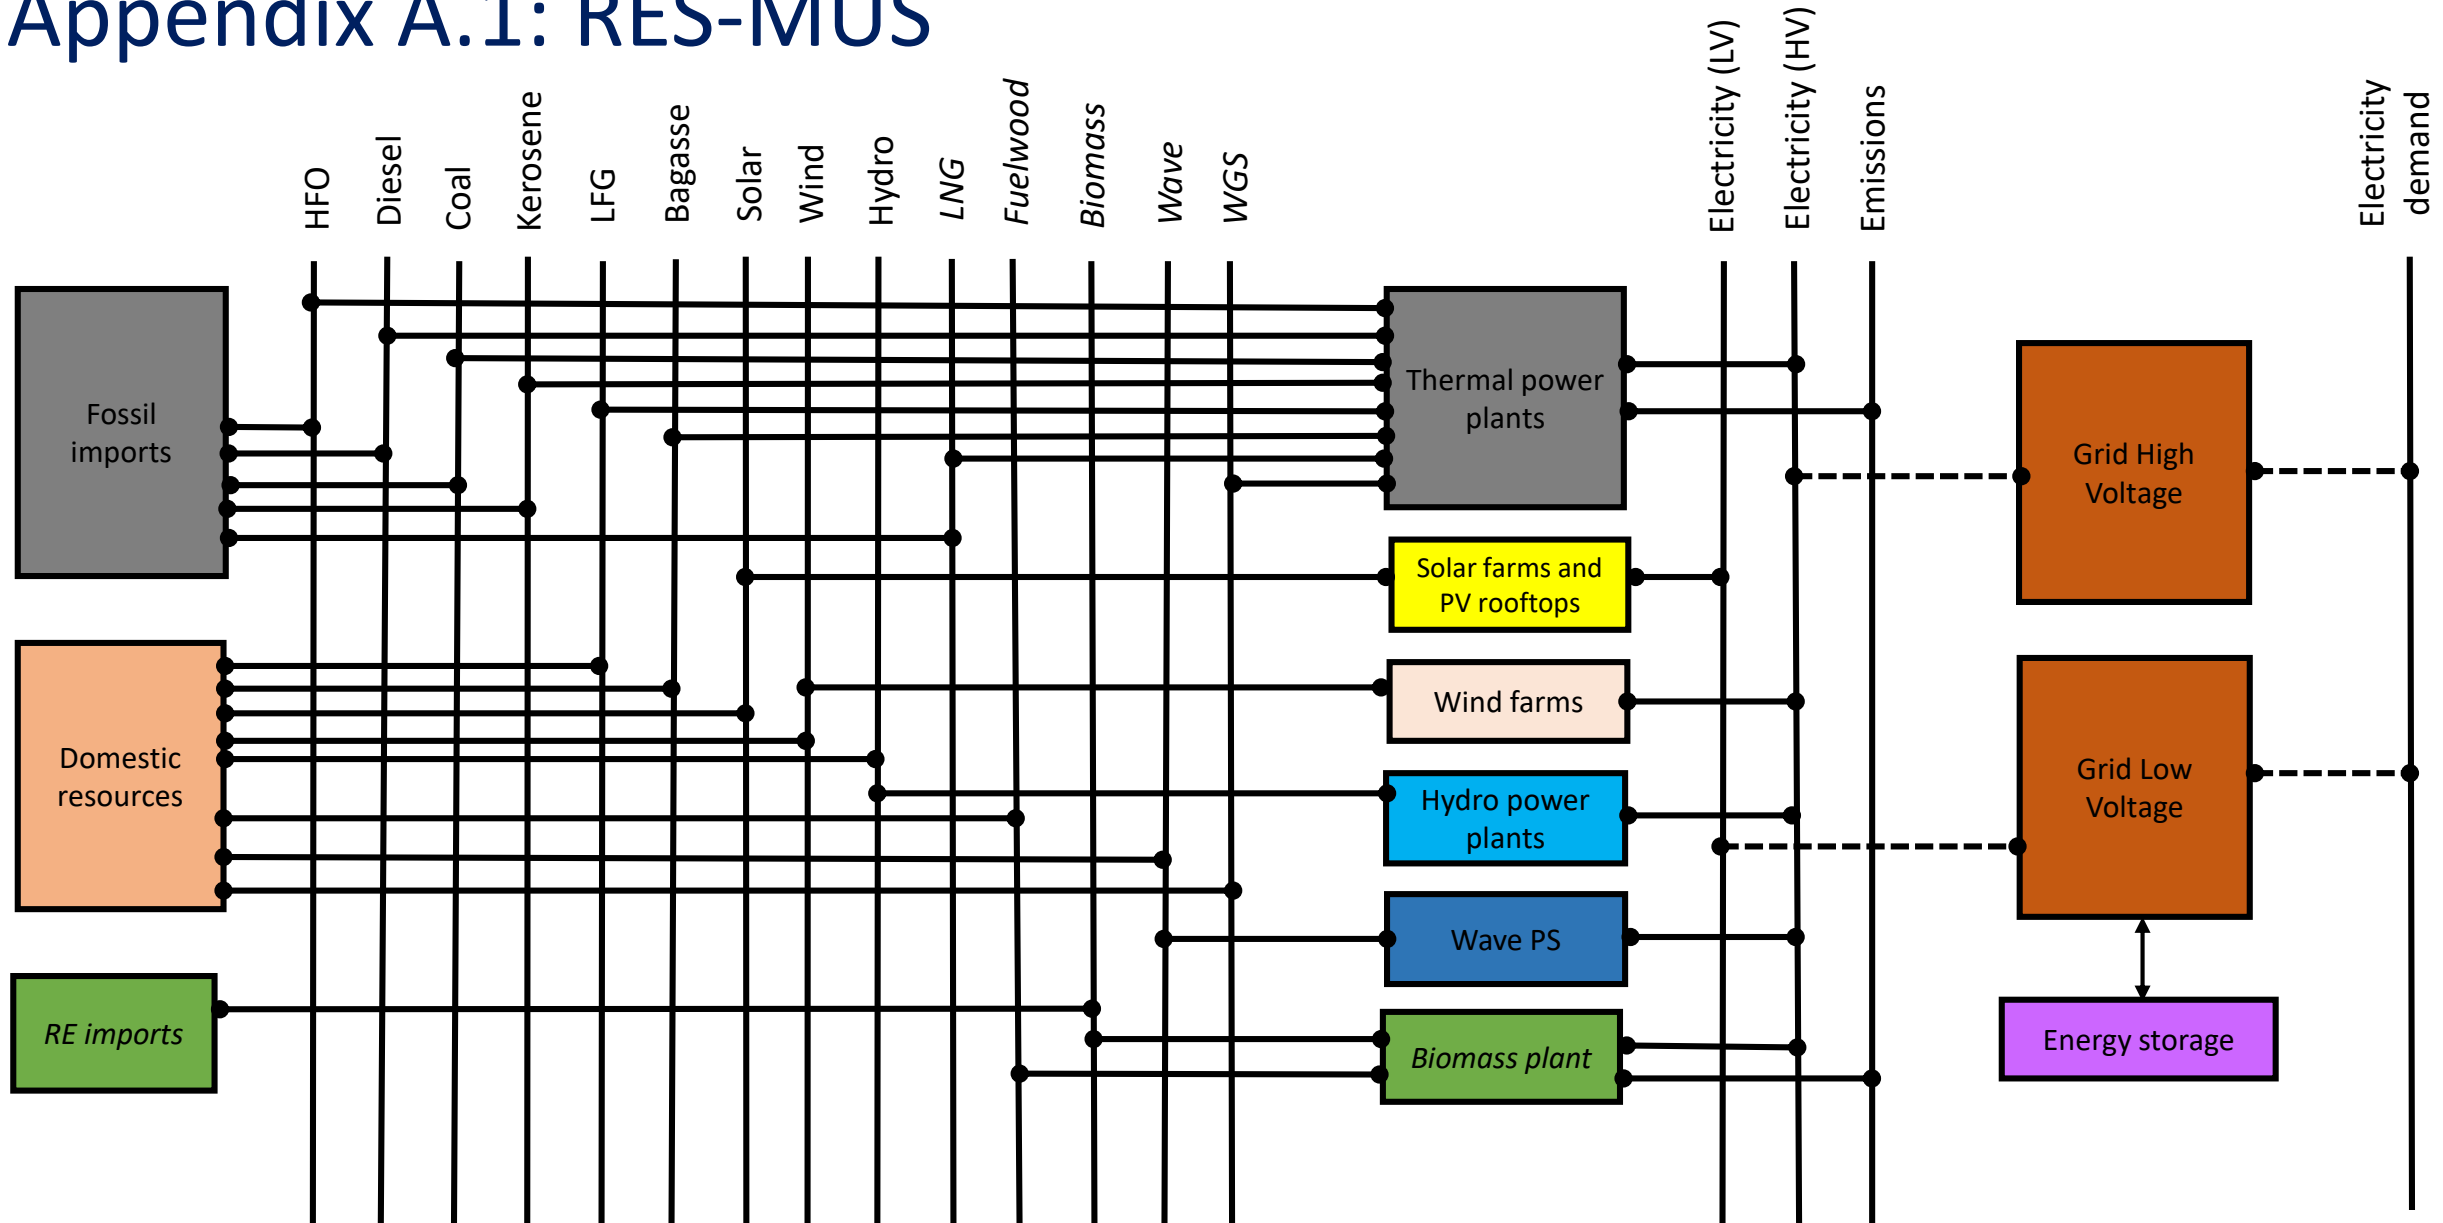 Appendix A.1: RES-MUS
HFO
Diesel
Coal
Kerosene
LFG
Bagasse
Solar
Wind
Hydro
LNG
Fuelwood
Biomass
Wave
WGS
Electricity (LV)
Electricity (HV)
Emissions
Electricity
demand
Fossil
imports
Domestic
resources
RE imports
Thermal power
plants
Solar farms and
PV rooftops
Wind farms
Hydro power
plants
Wave PS
Biomass plant
Grid High
Voltage
Grid Low
Voltage
Energy storage